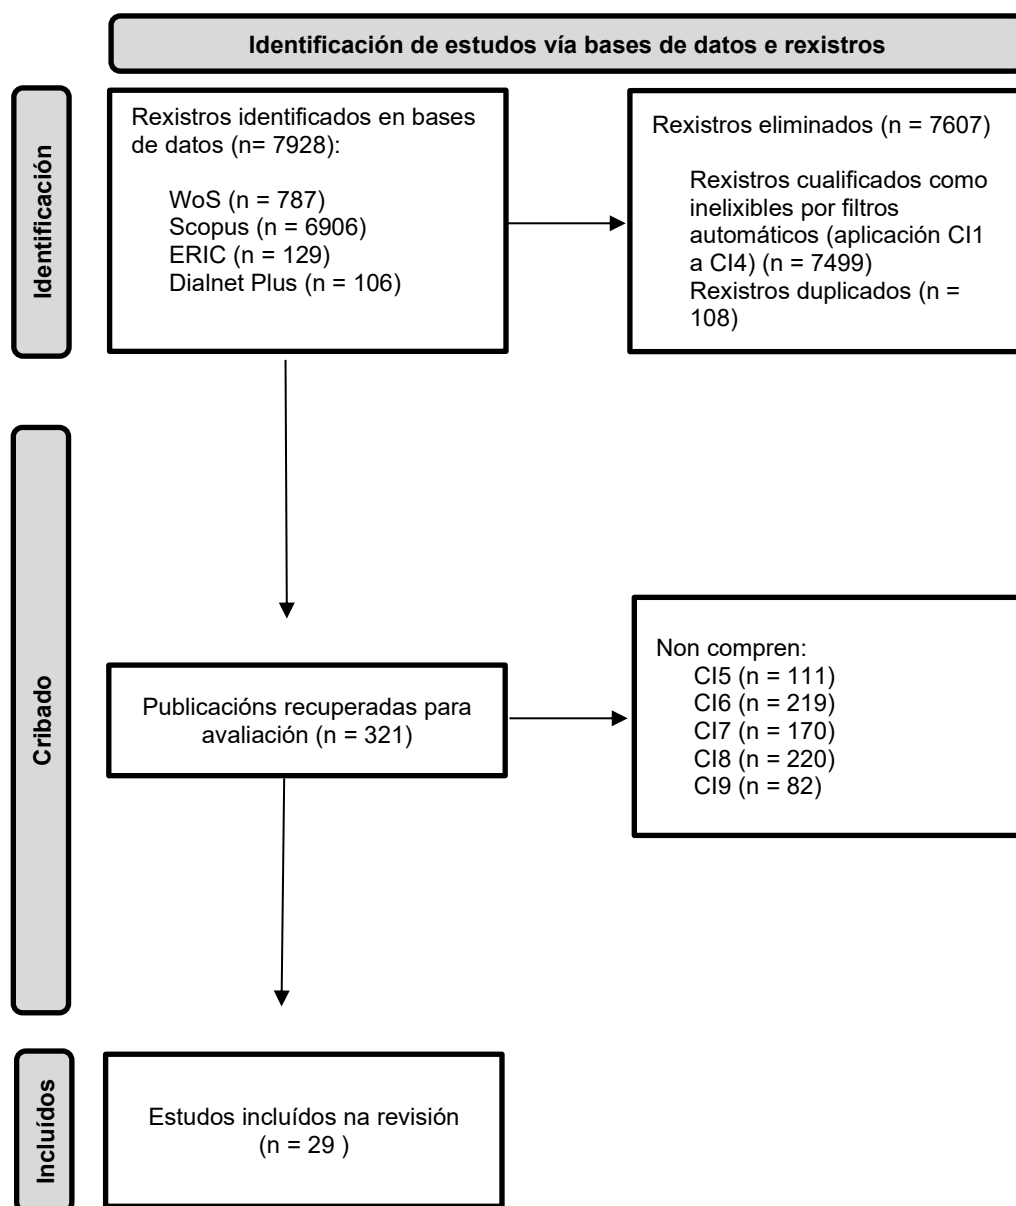 Identificación de estudos vía bases de datos e rexistros
Identificación
Rexistros identificados en bases
de datos (n= 7928):
WoS (n = 787)
Scopus (n = 6906)
ERIC (n = 129)
Dialnet Plus (n = 106)
Rexistros eliminados (n = 7607)
Rexistros cualificados como
inelixibles por filtros
automáticos (aplicación CI1
a CI4) (n = 7499)
Rexistros duplicados (n =
108)
Cribado
Publicacións recuperadas para
avaliación (n = 321)
Non compren:
CI5 (n = 111)
CI6 (n = 219)
CI7 (n = 170)
CI8 (n = 220)
CI9 (n = 82)
Incluídos
Estudos incluídos na revisión
(n = 29 )